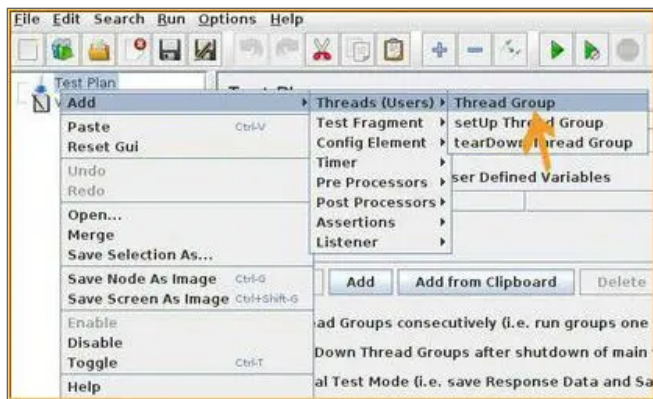 File Edit Search Run Options Help
Test Plan
Add
Threads (Users)
Thread Group
Paste Ctrl-V
Test Fragment
setUp Thread Group
Reset Gui
Config Element
tearDown Thread Group
Undo
Timer
Redo
Pre Processors
ser Defined Variables
Open...
Post Processors
Merge
Assertions
Save Selection As...
Listener
Save Node As Image Ctrl-G
Add
Add from Clipboard
Delete
Save Screen As Image Ctrl+Shift-G
Enable
ad Groups consecutively (i.e. run groups one
Disable
Down Thread Groups after shutdown of main
Toggle Ctrl-T
al Test Mode (i.e. save Response Data and Sa
Help